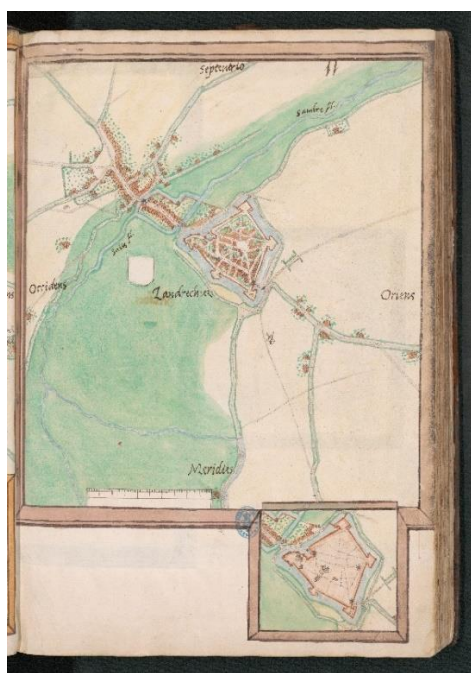 Septentrio
11
Sambre fl.
Occidens
Landrechies
Oriens
Meridies